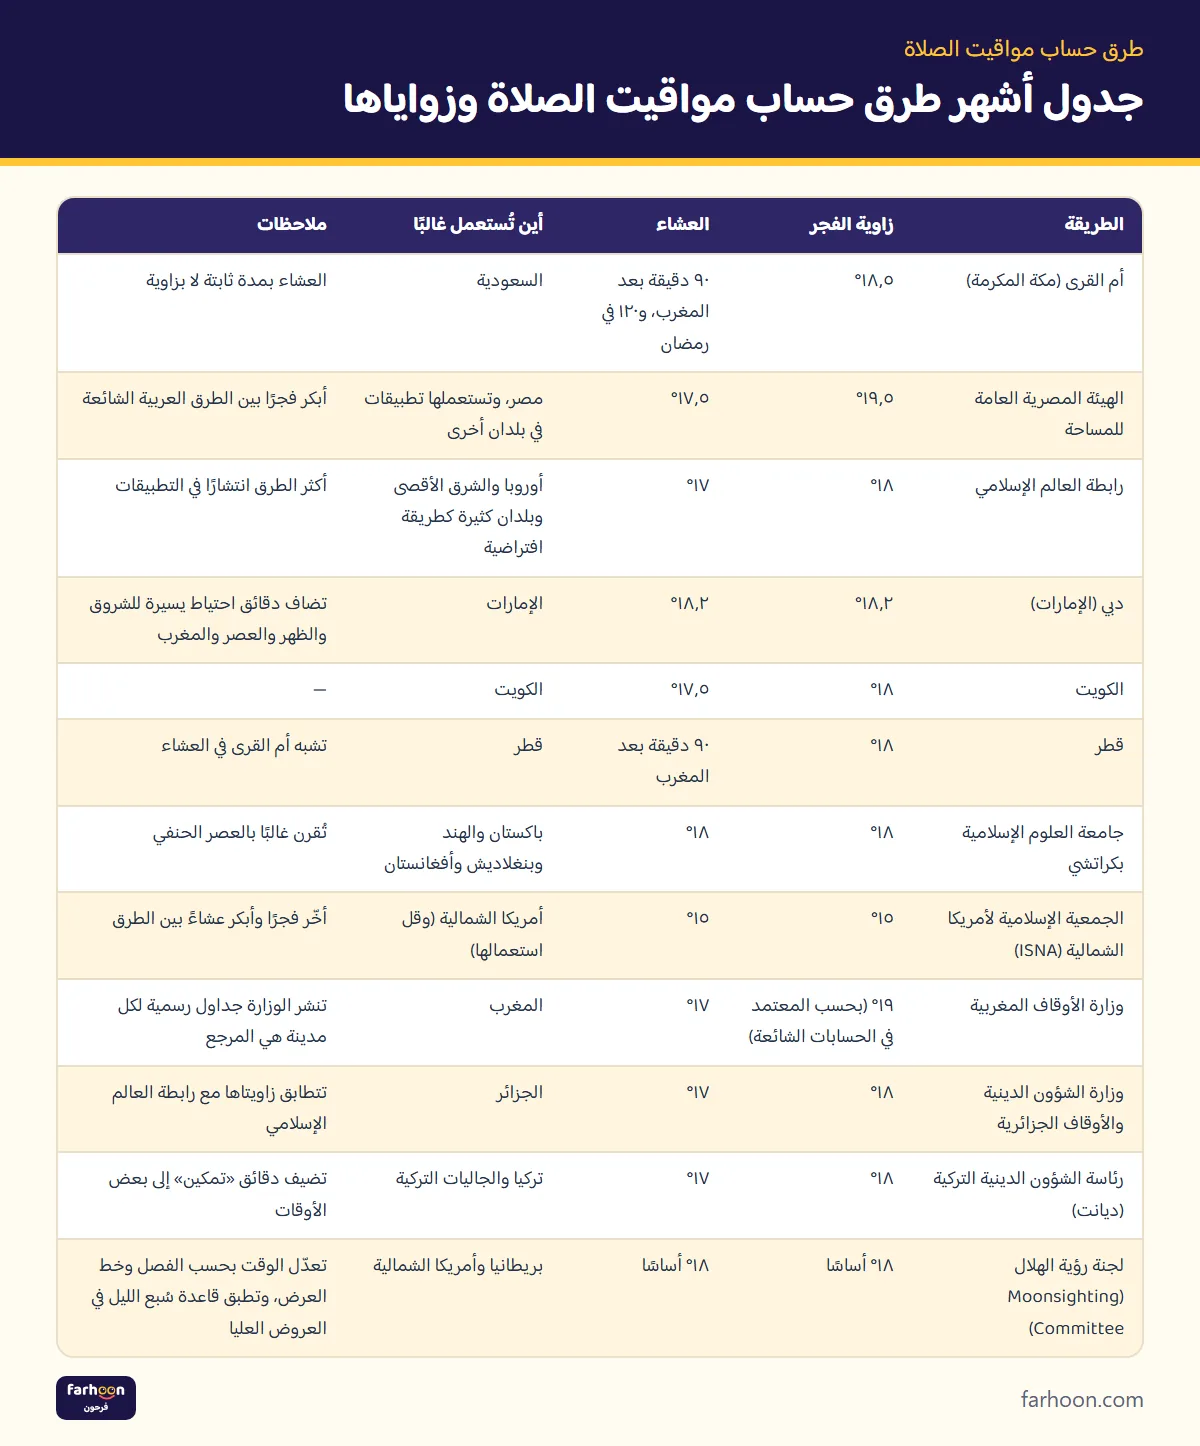 طرق حساب مواقيت الصلاة
جدول أشهر طرق حساب مواقيت الصلاة وزواياها
الطريقة
زاوية الفجر
العشاء
أين تُستعمل غالبًا
ملاحظات
أم القرى (مكة المكرمة)
١٨,٥°
٩٠ دقيقة بعد
المغرب، و١٢٠ في
رمضان
السعودية
العشاء بمدة ثابتة لا بزاوية
الهيئة المصرية العامة
للمساحة
١٩,٥°
١٧,٥°
مصر، وتستعملها تطبيقات
في بلدان أخرى
أبكر فجرًا بين الطرق العربية الشائعة
رابطة العالم الإسلامي
١٨°
١٧°
أوروبا والشرق الأقصى
وبلدان كثيرة كطريقة
افتراضية
أكثر الطرق انتشارًا في التطبيقات
دبي (الإمارات)
١٨,٢°
١٨,٢°
الإمارات
تضاف دقائق احتياط يسيرة للشروق
والظهر والعصر والمغرب
الكويت
١٨°
١٧,٥°
الكويت
—
قطر
١٨°
٩٠ دقيقة بعد
المغرب
قطر
تشبه أم القرى في العشاء
جامعة العلوم الإسلامية
بكراتشي
١٨°
١٨°
باكستان والهند
وبنغلاديش وأفغانستان
تُقرن غالبًا بالعصر الحنفي
الجمعية الإسلامية لأمريكا
الشمالية (ISNA)
١٥°
١٥°
أمريكا الشمالية (وقل
استعمالها)
أخّر فجرًا وأبكر عشاءً بين الطرق
وزارة الأوقاف المغربية
١٩° (بحسب المعتمد
في الحسابات الشائعة)
١٧°
المغرب
تنشر الوزارة جداول رسمية لكل
مدينة هي المرجع
وزارة الشؤون الدينية
والأوقاف الجزائرية
١٨°
١٧°
الجزائر
تتطابق زاويتاها مع رابطة العالم
الإسلامي
رئاسة الشؤون الدينية التركية
(ديانت)
١٨°
١٧°
تركيا والجاليات التركية
تضيف دقائق «تمكين» إلى بعض
الأوقات
لجنة رؤية الهلال
(Moonsighting
Committee)
١٨° أساسًا
١٨° أساسًا
بريطانيا وأمريكا الشمالية
تعدّل الوقت بحسب الفصل وخط
العرض، وتطبق قاعدة سُبع الليل في
العروض العليا
farhoon.com
farhoon
فرحون